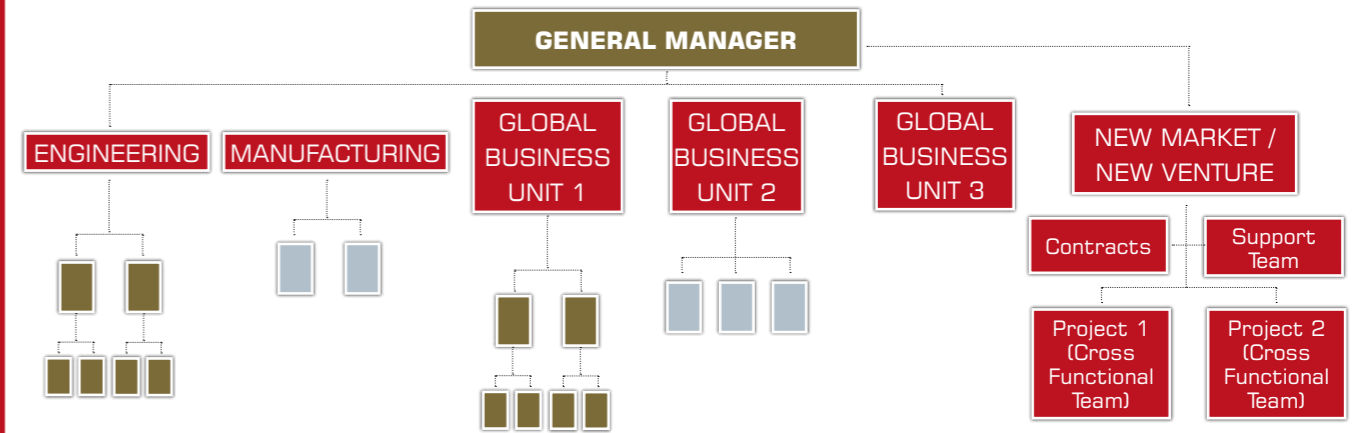 GENERAL MANAGER
ENGINEERING
MANUFACTURING
GLOBAL
BUSINESS
UNIT 1
GLOBAL
BUSINESS
UNIT 2
GLOBAL
BUSINESS
UNIT 3
NEW MARKET /
NEW VENTURE
Contracts
Support
Team
Project 1
(Cross
Functional
Team)
Project 2
(Cross
Functional
Team)